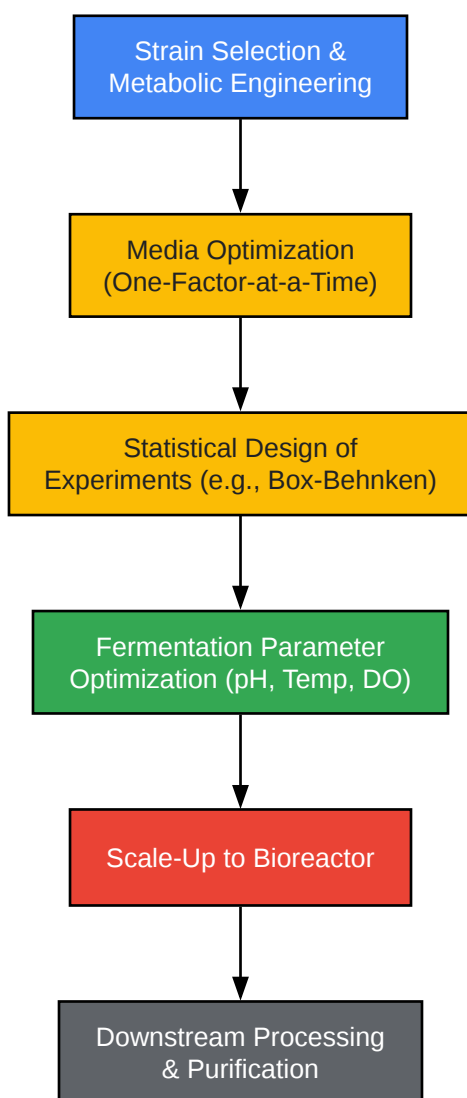 Strain Selection &
Metabolic Engineering
Media Optimization
(One-Factor-at-a-Time)
Statistical Design of
Experiments (e.g., Box-Behnken)
Fermentation Parameter
Optimization (pH, Temp, DO)
Scale-Up to Bioreactor
Downstream Processing
& Purification